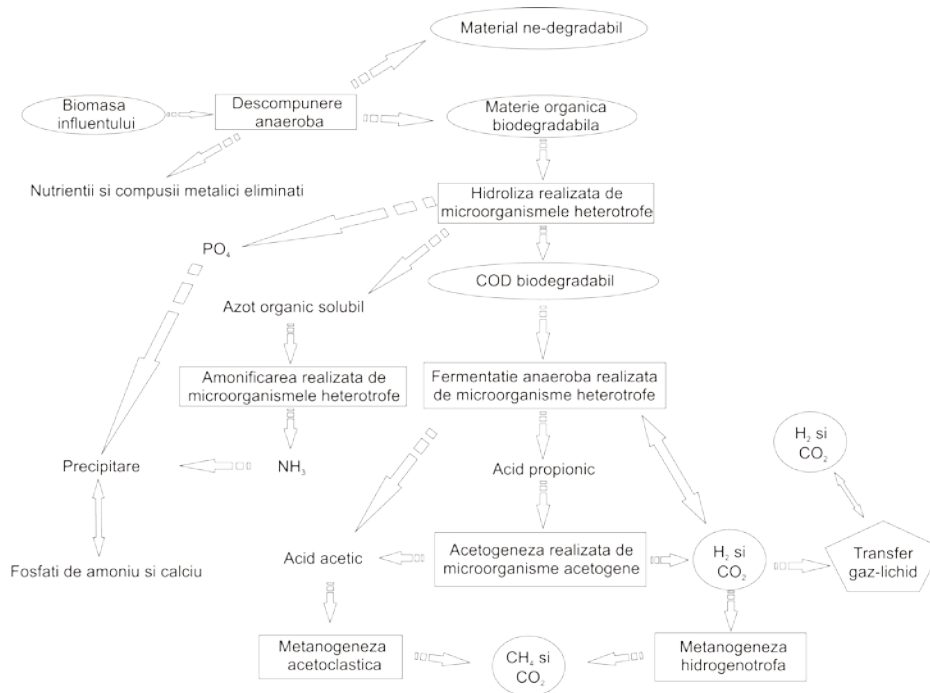 Material ne-degradabil
Biomasa
influentului
Descompunere
anaeroba
Materie organica
biodegradabila
Nutrientii si compusii metalici eliminati
Hidroliza realizata de
microorganismele heterotrofe
PO₄
COD biodegradabil
Azot organic solubil
Amonificarea realizata de
microorganismele heterotrofe
Fermentatie anaeroba realizata
de microorganisme heterotrofe
H₂ si
CO₂
Precipitare
NH₃
Acid propionic
Fosfati de amoniu si calciu
Acid acetic
Acetogeneza realizata de
microorganisme acetogene
H₂ si
CO₂
Transfer
gaz-lichid
Metanogeneza
acetoclastica
CH₄ si
CO₂
Metanogeneza
hidrogenotrofa